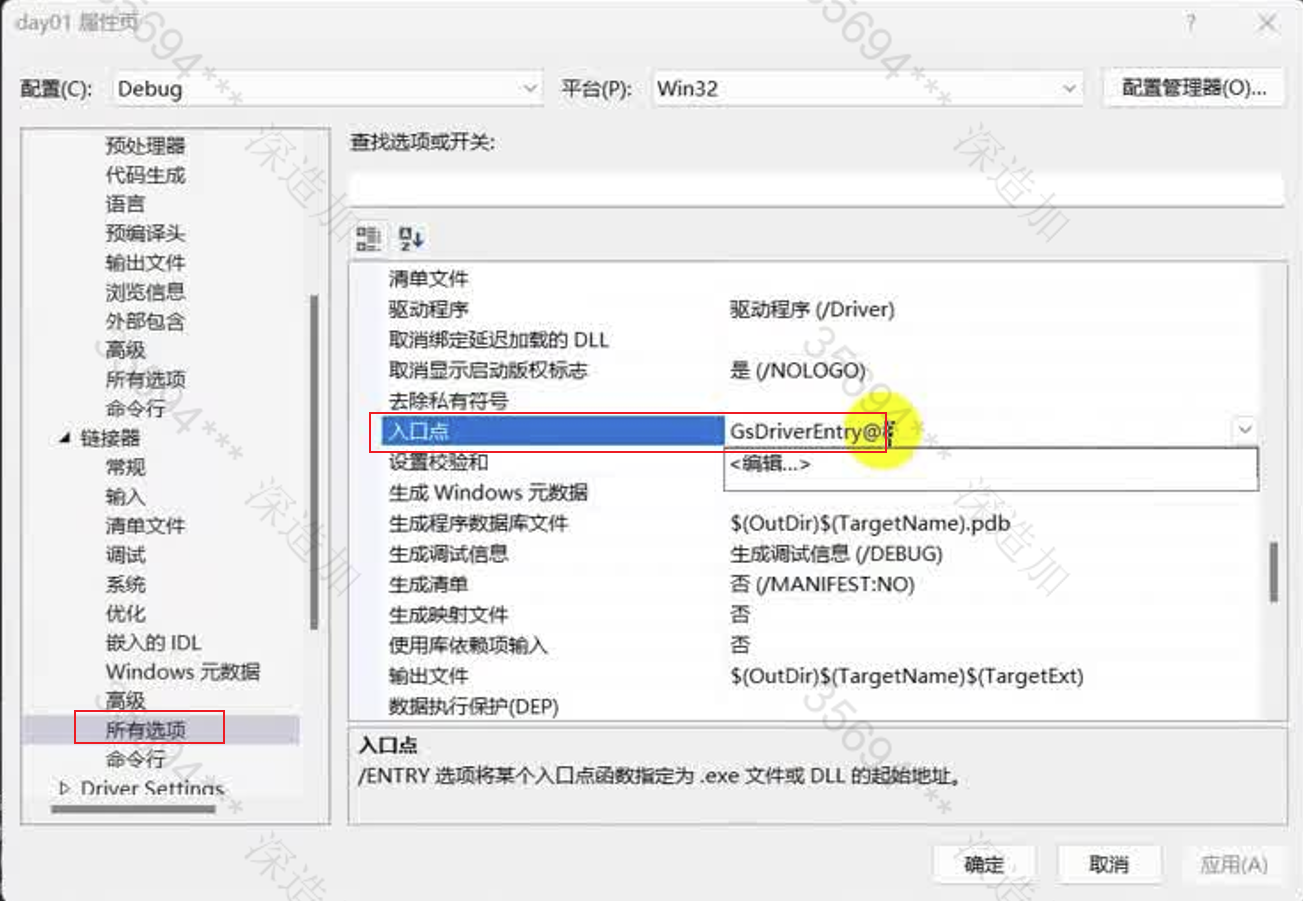 day01 属性页
?
配置(C):
Debug
平台(P):
Win32
配置管理器(O)...
预处理器
代码生成
语言
预编译头
输出文件
浏览信息
外部包含
高级
所有选项
命令行
链接器
常规
输入
清单文件
调试
系统
优化
嵌入的 IDL
Windows 元数据
高级
所有选项
命令行
Driver Settings
查找选项或开关:
清单文件
驱动程序 驱动程序 (/Driver)
取消绑定延迟加载的 DLL
取消显示启动版权标志 是 (/NOLOGO)
去除私有符号
入口点 GsDriverEntry@8
<编辑...>
设置校验和
生成 Windows 元数据
生成程序数据库文件 $(OutDir)$(TargetName).pdb
生成调试信息 生成调试信息 (/DEBUG)
生成清单 否 (/MANIFEST:NO)
生成映射文件 否
使用库依赖项输入 否
输出文件 $(OutDir)$(TargetName)$(TargetExt)
数据执行保护(DEP)
入口点
/ENTRY 选项将某个入口点函数指定为 .exe 文件或 DLL 的起始地址。
确定
取消
应用(A)
35694***
35694***
深造加
深造加
35694***
35694***
深造加
深造加
35694***
35694***
深造
深造